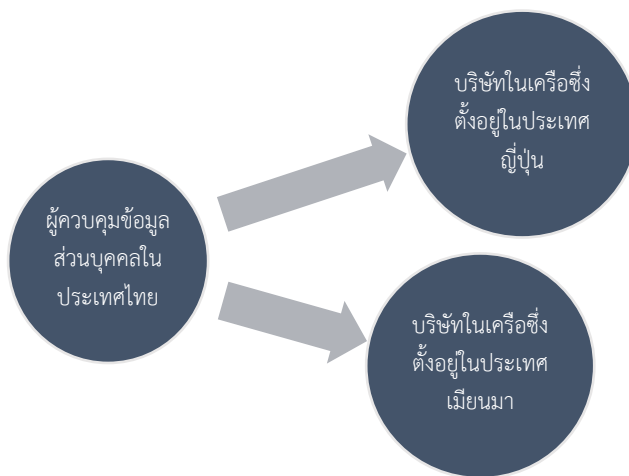 ผู้ควบคุมข้อมูล
ส่วนบุคคลใน
ประเทศไทย
บริษัทในเครือซึ่ง
ตั้งอยู่ในประเทศ
ญี่ปุ่น
บริษัทในเครือซึ่ง
ตั้งอยู่ในประเทศ
เมียนมา